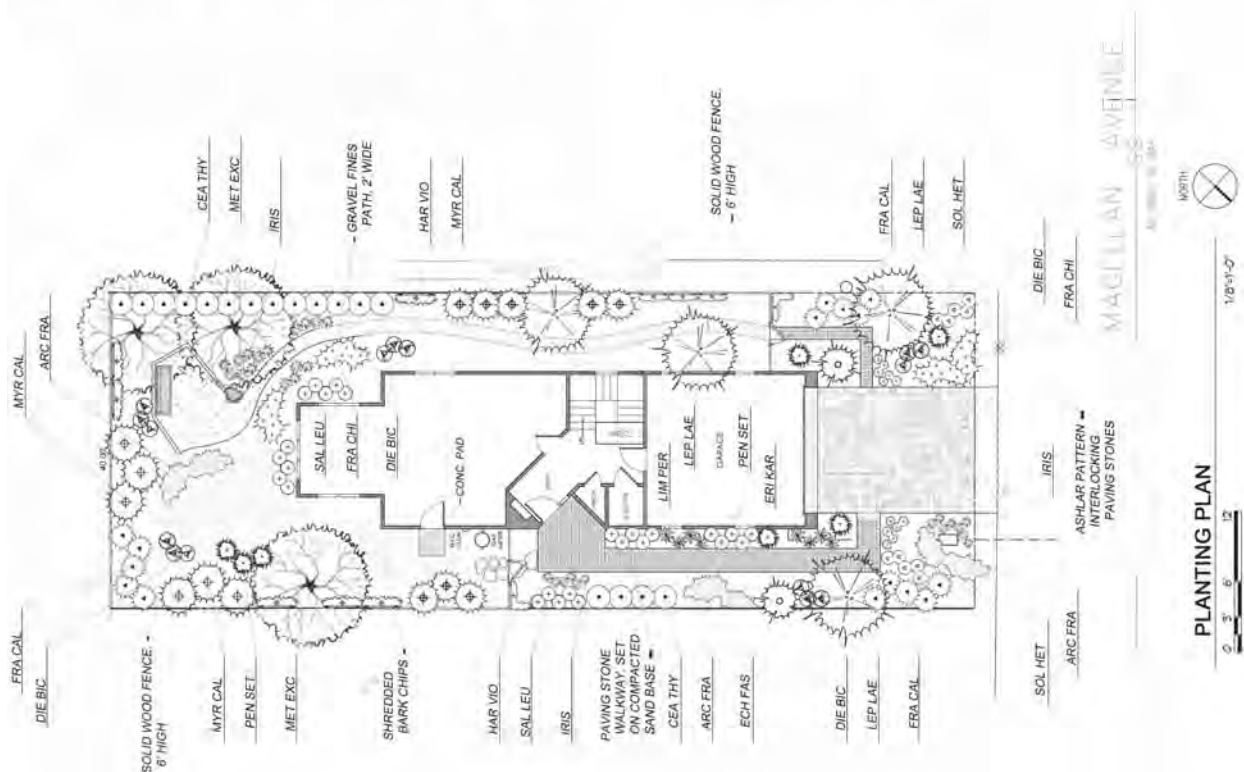 CEA THY
MET EXC
IRIS
GRAVEL FINES
PATH, 2' WIDE
HAR VIO
MYR CAL
SOLID WOOD FENCE,
6' HIGH
FRA CAL
LEP LAE
SOL HET
DIE BIC
FRA CHI
MAGELLAN AVENUE
MYR CAL
ARC FRA
40.00'
SAL LEU
FRA CHI
DIE BIC
CONC. PAD
LIM PER
LEP LAE
GARAGE
PEN SET
ERI KAR
IRIS
ASHLAR PATTERN
INTERLOCKING
PAVING STONES
FRA CAL
DIE BIC
SOLID WOOD FENCE,
6' HIGH
MYR CAL
PEN SET
MET EXC
SHREDDED
BARK CHIPS
HAR VIO
SAL LEU
IRIS
PAVING STONE
WALKWAY, SET
ON COMPACTED
SAND BASE
CEA THY
ARC FRA
ECH FAS
DIE BIC
LEP LAE
FRA CAL
SOL HET
ARC FRA
NORTH
1/8"=1'-0"
PLANTING PLAN
0 3' 6' 12'